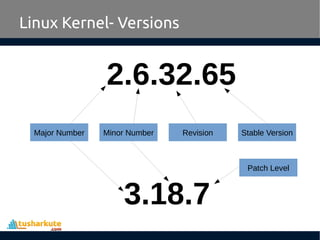 Linux Kernel- Versions
2.6.32.65
Major Number Minor Number Revision Stable Version
Patch Level
3.18.7
tusharkute
.com